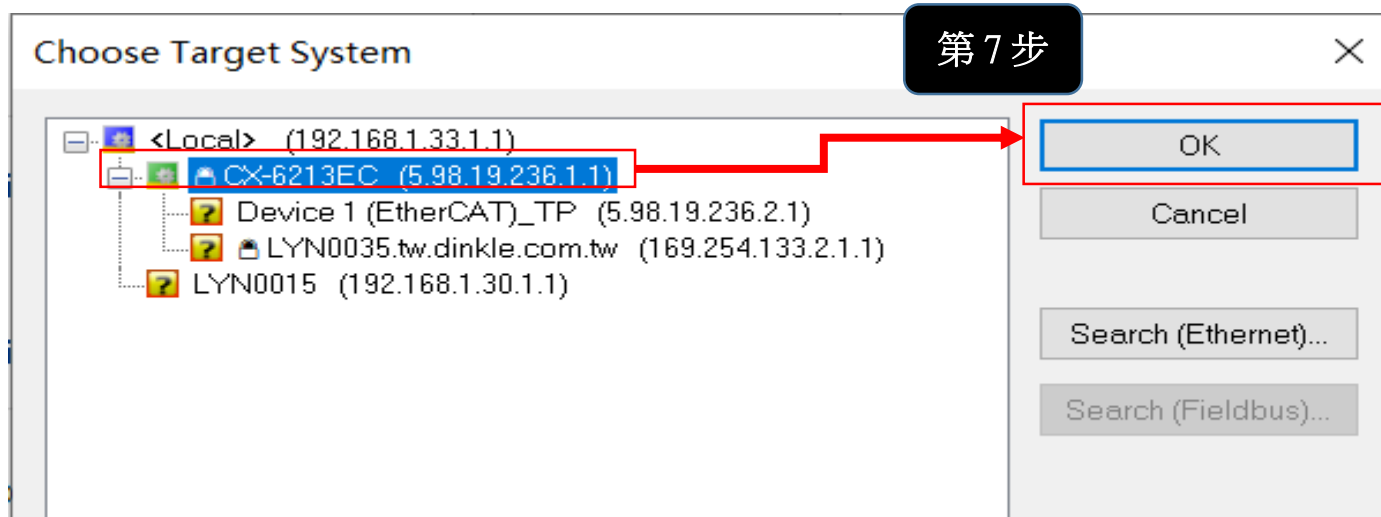 Choose Target System
第7步
<Local> (192.168.1.33.1.1)
CX-6213EC (5.98.19.236.1.1)
Device 1 (EtherCAT)_TP (5.98.19.236.2.1)
LYN0035.tw.dinkle.com.tw (169.254.133.2.1.1)
LYN0015 (192.168.1.30.1.1)
OK
Cancel
Search (Ethernet)...
Search (Fieldbus)...